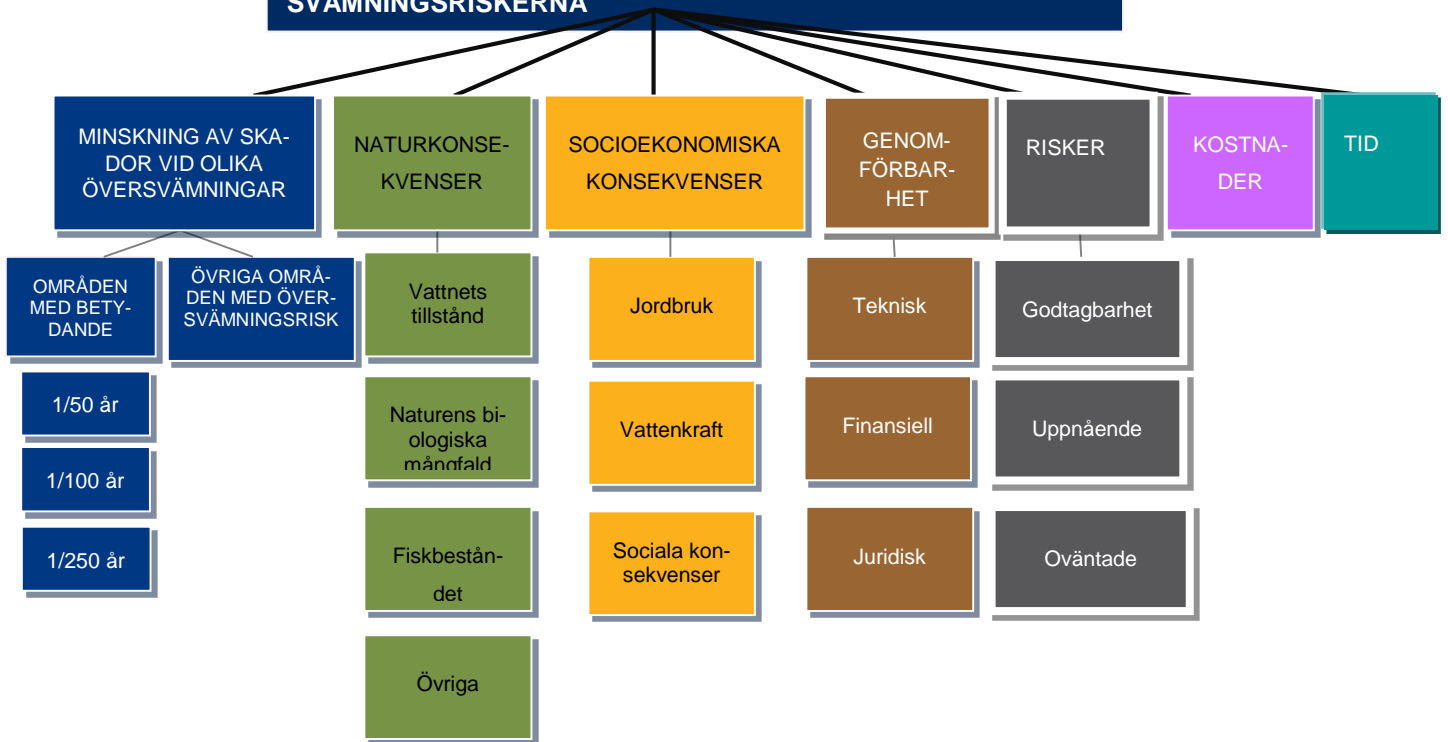 SVÄMNINGSRISKERNA
MINSKNING AV SKA-
DOR VID OLIKA
ÖVERSVÄMNINGAR
NATURKONSE-
KVENSER
SOCIOEKONOMISKA
KONSEKVENSER
GENOM-
FÖRBAR-
HET
RISKER
KOSTNA-
DER
TID
OMRÅDEN
MED BETY-
DANDE
ÖVRIGA OMRÅ-
DEN MED ÖVER-
SVÄMNINGSRISK
1/50 år
1/100 år
1/250 år
Vattnets
tillstånd
Naturens bi-
ologiska
mångfald
Fiskbestån-
det
Övriga
Jordbruk
Vattenkraft
Sociala kon-
sekvenser
Teknisk
Finansiell
Juridisk
Godtagbarhet
Uppnående
Oväntade